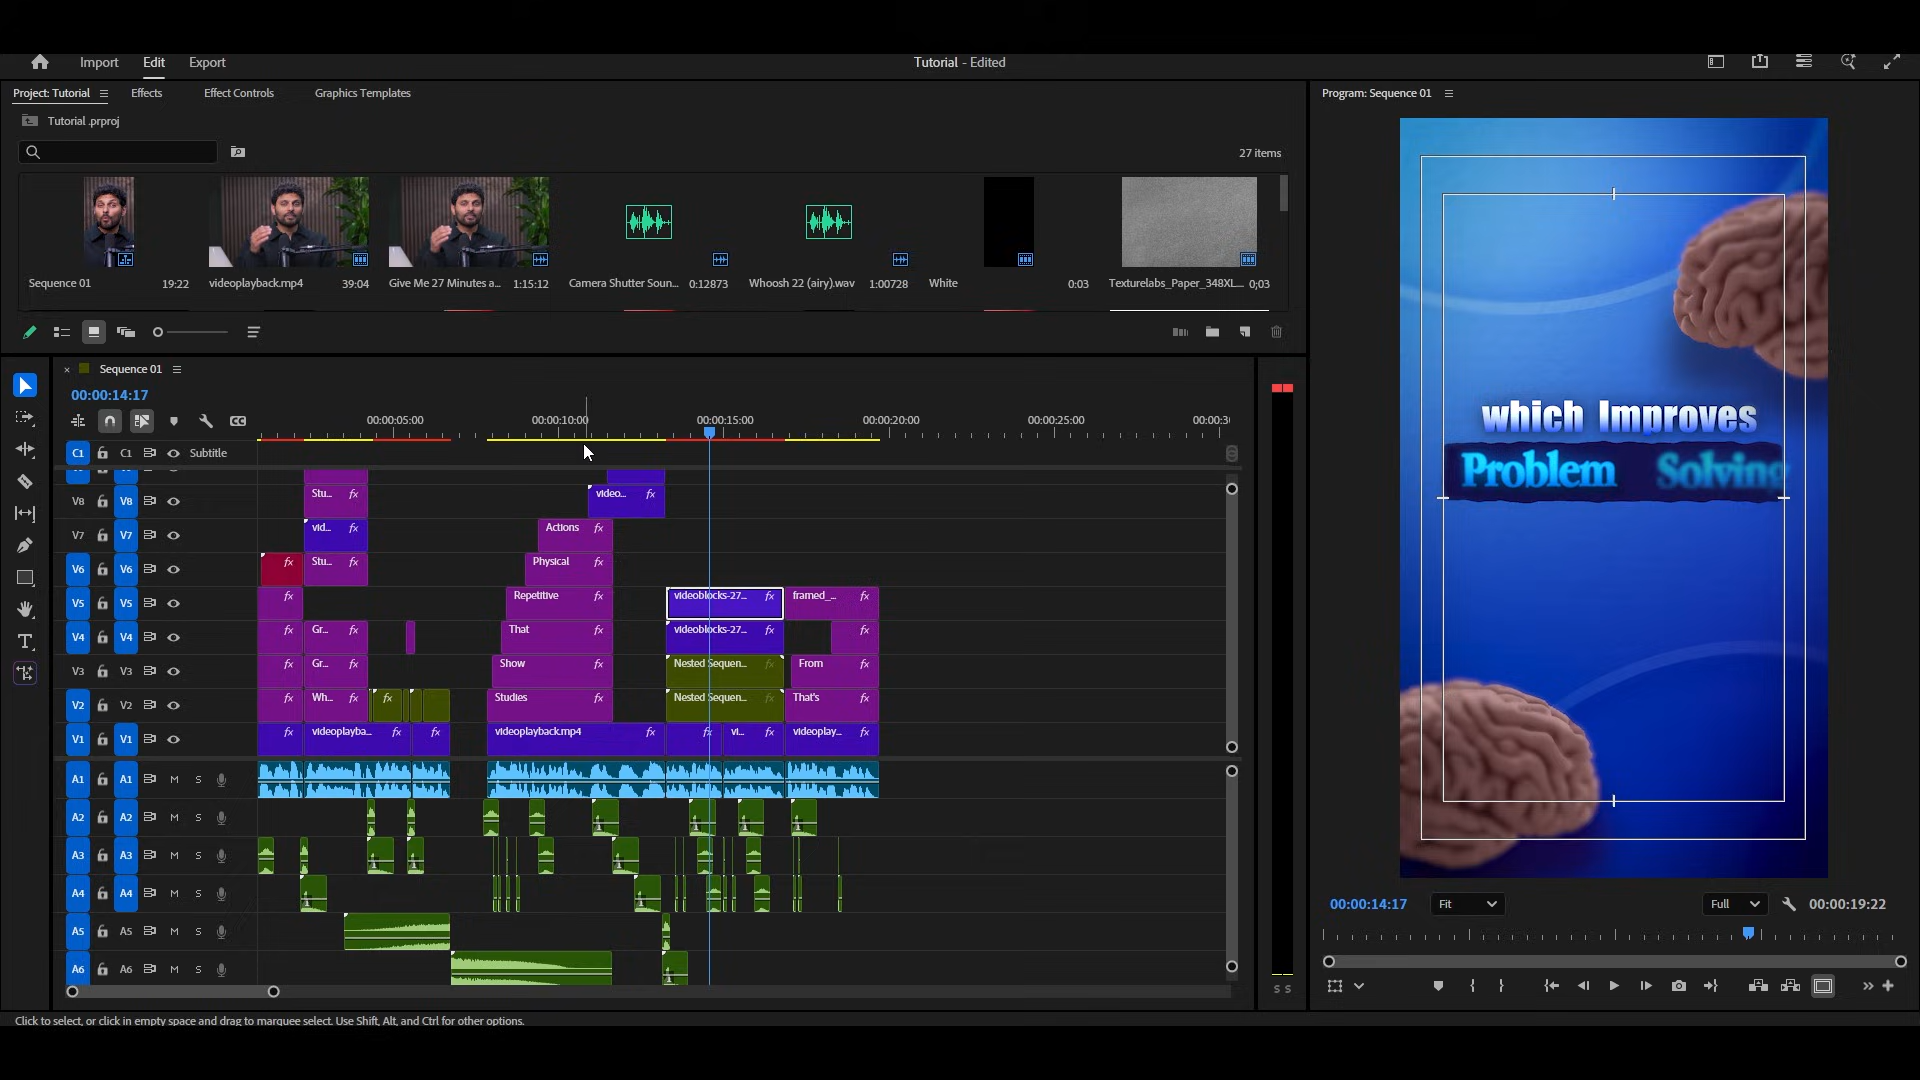 Import Edit Export
Tutorial - Edited
Project: Tutorial Effects Effect Controls Graphics Templates
Program: Sequence 01
Tutorial .prproj
27 items
Sequence 01 19:22
videoplayback.mp4 39:04
Give Me 27 Minutes a... 1:15:12
Camera Shutter Soun... 0:12873
Whoosh 22 (airy).wav 1:00728
White 0:03
Texturelabs_Paper_348XL... 0;03
× Sequence 01
00:00:14:17
00:00:05:00 00:00:10:00 00:00:15:00 00:00:20:00 00:00:25:00 00:00:3
C1 C1 Subtitle
V8 V8 Stu... fx video... fx
V7 V7 vid... fx Actions fx
V6 V6 fx Stu... fx Physical fx
V5 V5 fx Repetitive fx videoblocks-27... fx framed_... fx
V4 V4 fx Gr... fx That fx videoblocks-27... fx fx
V3 V3 fx Gr... fx Show fx Nested Sequen... fx From fx
V2 V2 fx Wh... fx fx Studies fx Nested Sequen... fx That's fx
V1 V1 fx videoplayba... fx fx videoplayback.mp4 fx fx vi... fx videoplay... fx
A1 A1 M S
A2 A2 M S
A3 A3 M S
A4 A4 M S
A5 A5 M S
A6 A6 M S
S S
which Improves
Problem Solving
00:00:14:17 Fit Full 00:00:19:22
Click to select, or click in empty space and drag to marquee select. Use Shift, Alt, and Ctrl for other options.